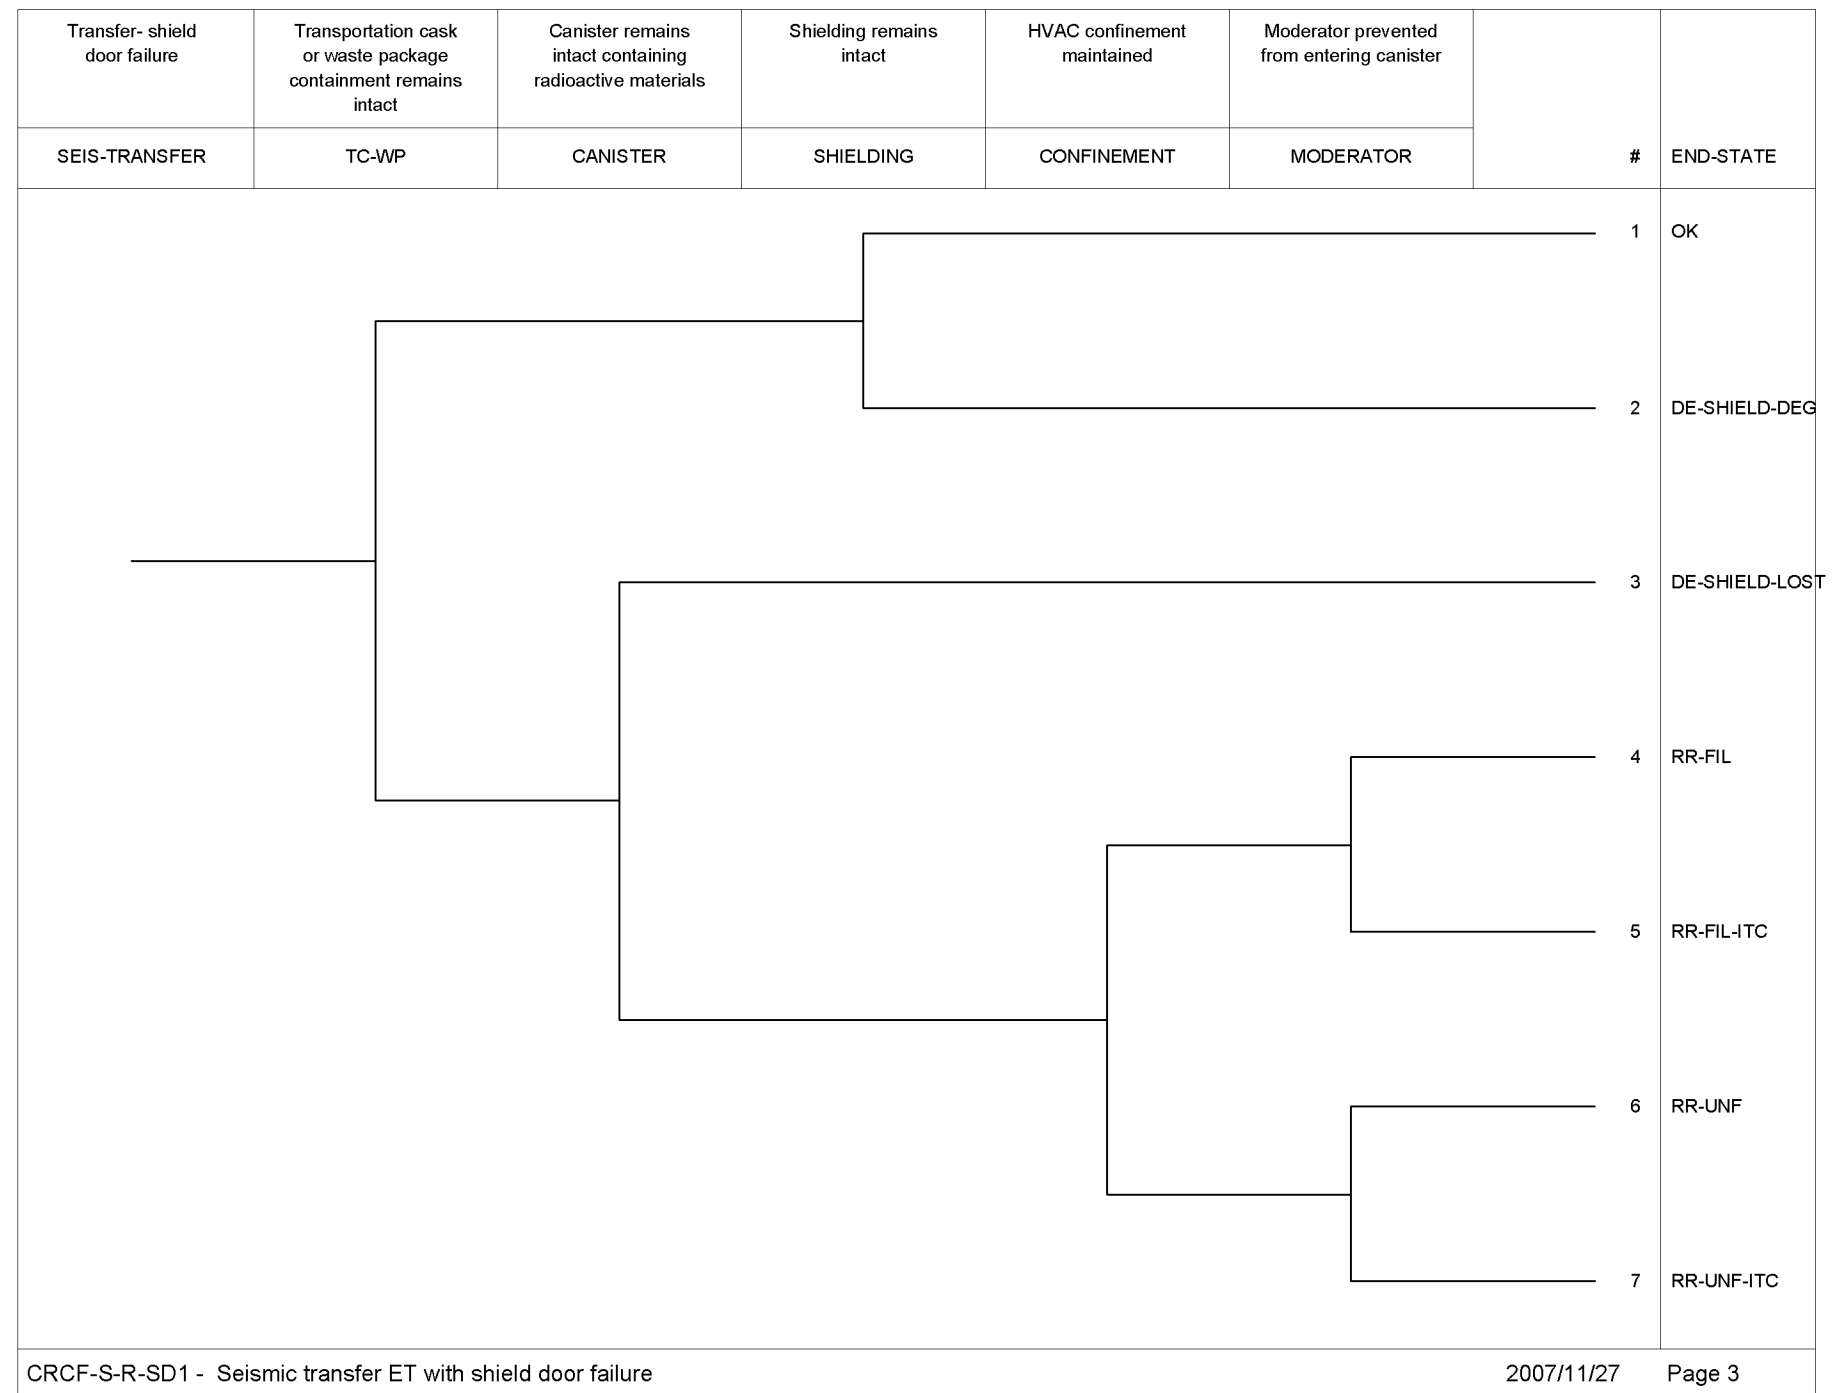 Transfer- shield
door failure
Transportation cask
or waste package
containment remains
intact
Canister remains
intact containing
radioactive materials
Shielding remains
intact
HVAC confinement
maintained
Moderator prevented
from entering canister
SEIS-TRANSFER
TC-WP
CANISTER
SHIELDING
CONFINEMENT
MODERATOR
#
END-STATE
1 OK
2 DE-SHIELD-DEG
3 DE-SHIELD-LOST
4 RR-FIL
5 RR-FIL-ITC
6 RR-UNF
7 RR-UNF-ITC
CRCF-S-R-SD1 - Seismic transfer ET with shield door failure 2007/11/27 Page 3